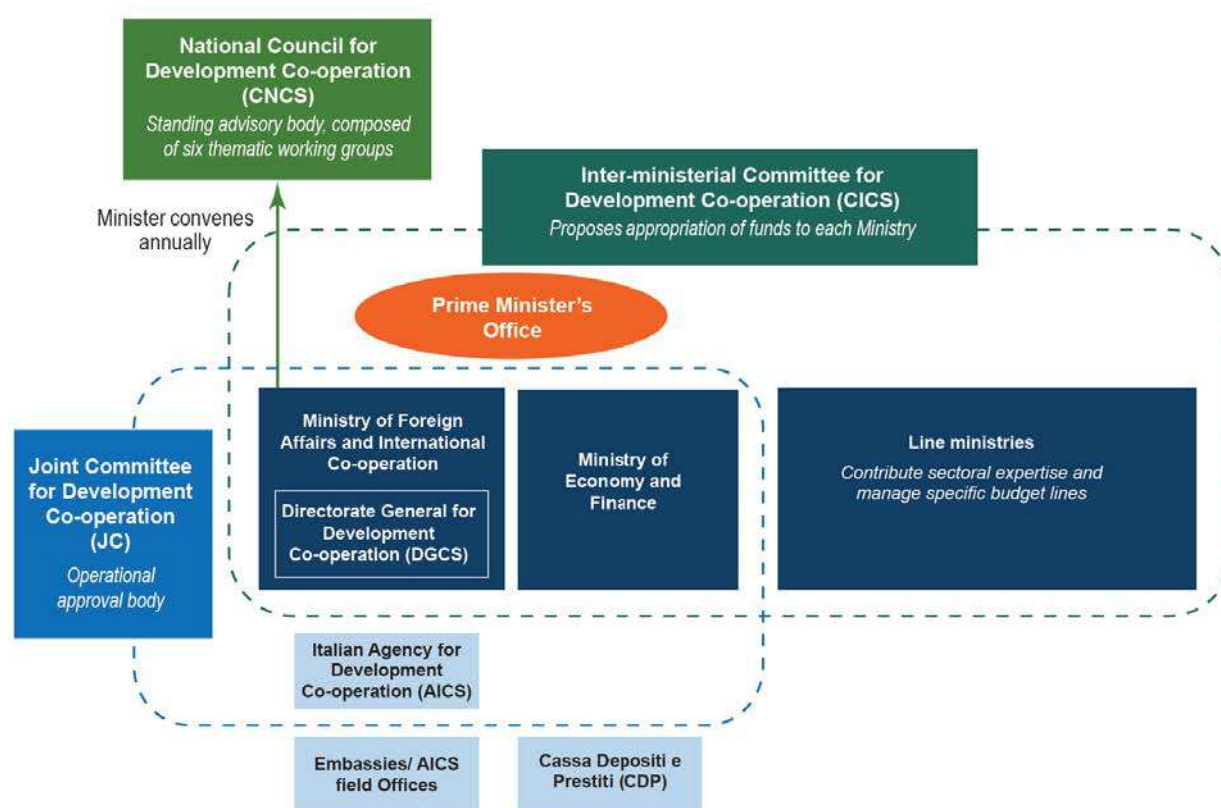 National Council for
Development Co-operation
(CNCS)
Standing advisory body, composed
of six thematic working groups
Minister convenes
annually
Inter-ministerial Committee for
Development Co-operation (CICS)
Proposes appropriation of funds to each Ministry
Prime Minister's
Office
Joint Committee
for Development
Co-operation
(JC)
Operational
approval body
Ministry of Foreign
Affairs and International
Co-operation
Directorate General for
Development
Co-operation (DGCS)
Ministry of
Economy and
Finance
Line ministries
Contribute sectoral expertise and
manage specific budget lines
Italian Agency for
Development
Co-operation (AICS)
Embassies/ AICS
field Offices
Cassa Depositi e
Prestiti (CDP)